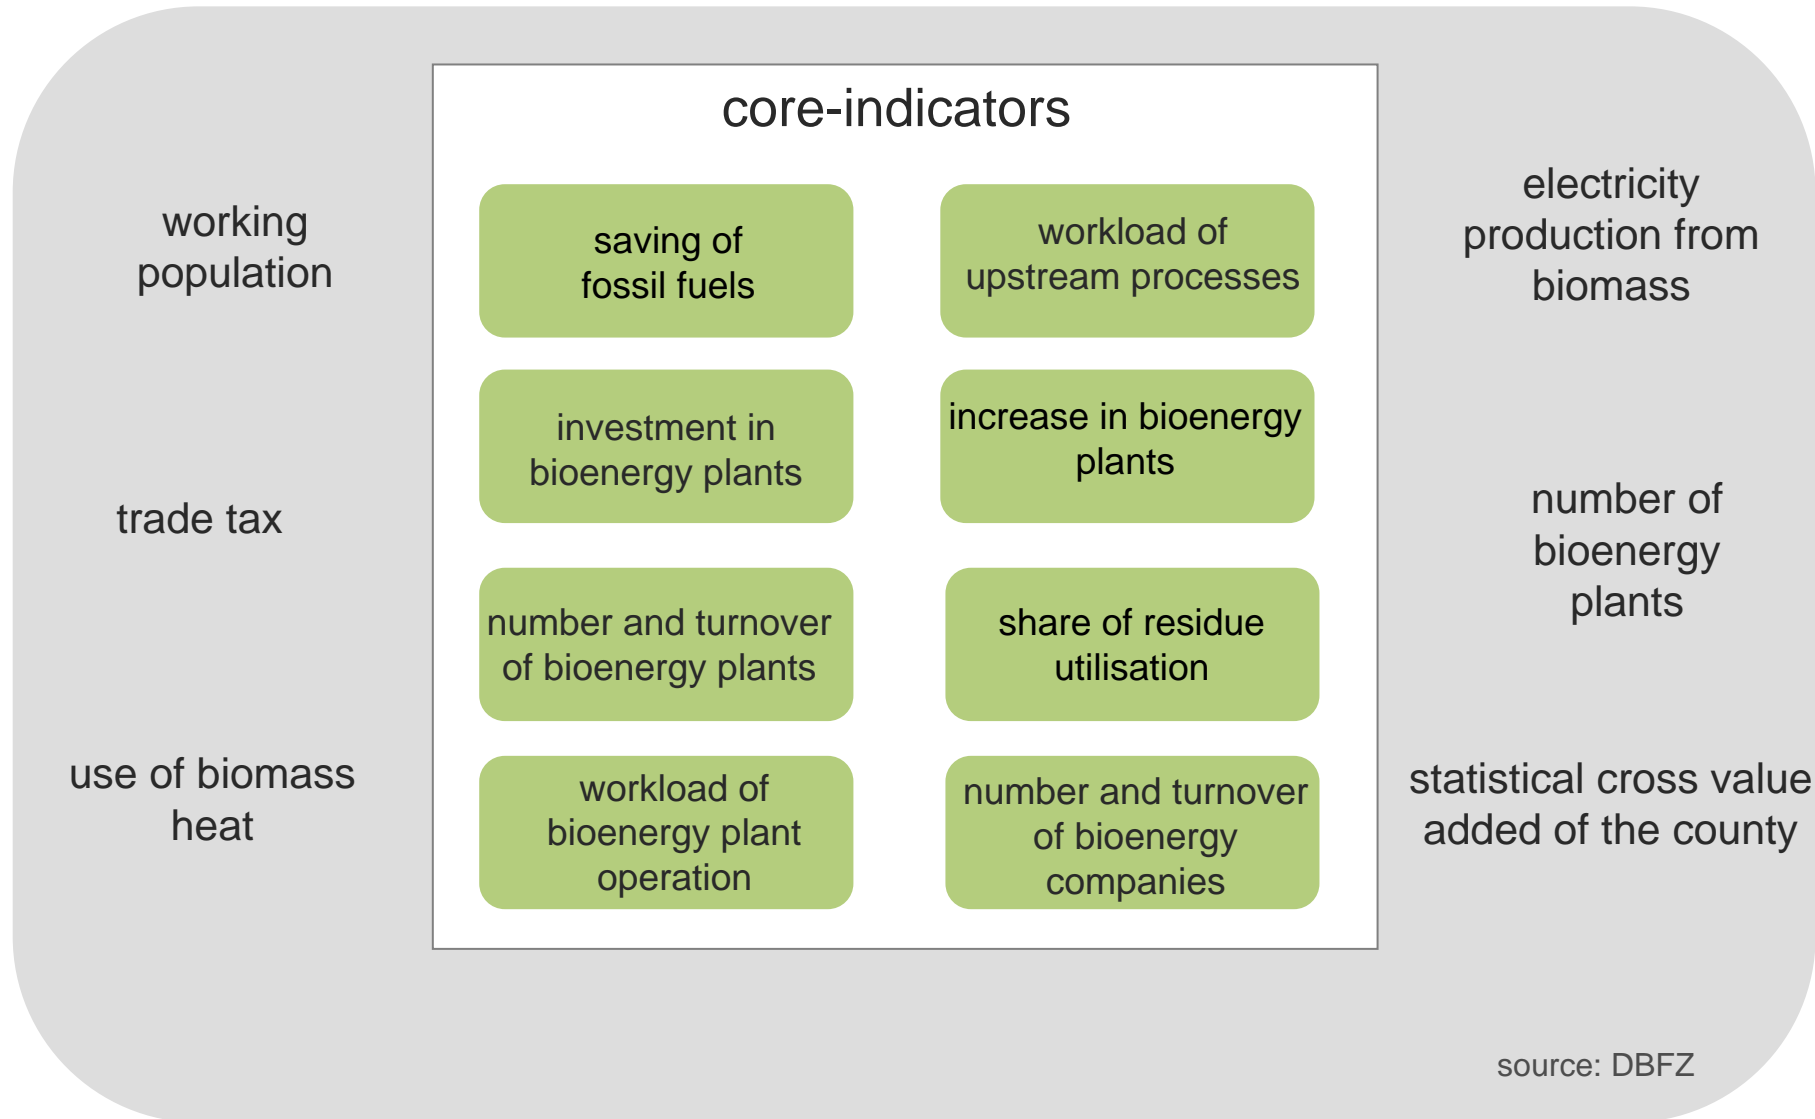 core-indicators
working
population
trade tax
use of biomass
heat
saving of
fossil fuels
workload of
upstream processes
investment in
bioenergy plants
increase in bioenergy
plants
number and turnover
of bioenergy plants
share of residue
utilisation
workload of
bioenergy plant
operation
number and turnover
of bioenergy
companies
electricity
production from
biomass
number of
bioenergy
plants
statistical cross value
added of the county
source: DBFZ